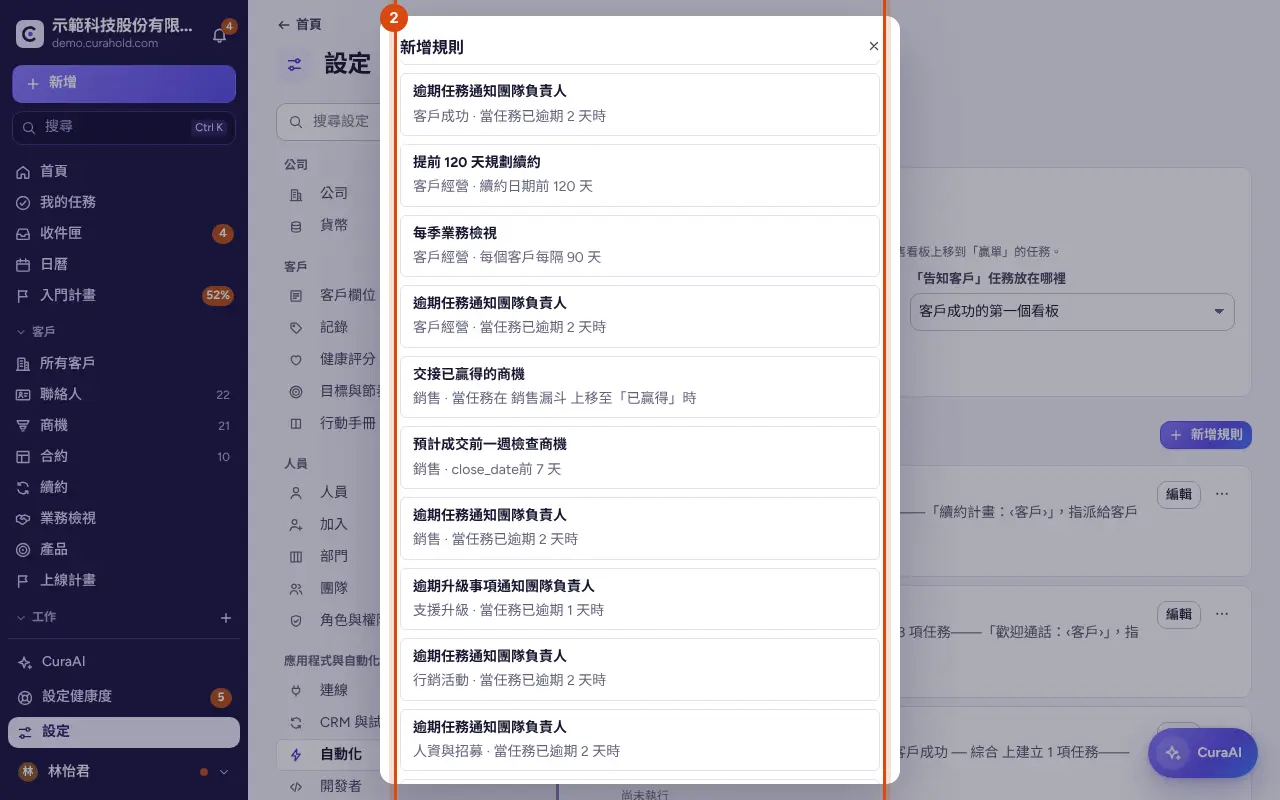 示範科技股份有限...
demo.curahold.com
4
新增
搜尋
Ctrl K
首頁
我的任務
收件匣
4
日曆
入門計畫
52%
客戶
所有客戶
聯絡人
22
商機
21
合約
10
續約
業務檢視
產品
上線計畫
工作
CuraAI
設定健康度
5
設定
林
林怡君
首頁
設定
搜尋設定
公司
公司
貨幣
客戶
客戶欄位
記錄
健康評分
目標與節
行動手冊
人員
人員
加入
部門
團隊
角色與權
應用程式與自動化
連線
CRM 與試
自動化
開發者
2
新增規則
逾期任務通知團隊負責人
客戶成功 · 當任務已逾期 2 天時
提前 120 天規劃續約
客戶經營 · 續約日期前 120 天
每季業務檢視
客戶經營 · 每個客戶每隔 90 天
逾期任務通知團隊負責人
客戶經營 · 當任務已逾期 2 天時
交接已贏得的商機
銷售 · 當任務在 銷售漏斗 上移至「已贏得」時
預計成交前一週檢查商機
銷售 · close_date前 7 天
逾期任務通知團隊負責人
銷售 · 當任務已逾期 2 天時
逾期升級事項通知團隊負責人
支援升級 · 當任務已逾期 1 天時
逾期任務通知團隊負責人
行銷活動 · 當任務已逾期 2 天時
逾期任務通知團隊負責人
人資與招募 · 當任務已逾期 2 天時
看板上移到「贏單」的任務。
「告知客戶」任務放在哪裡
客戶成功的第一個看板
新增規則
編輯
——「續約計畫：‹客戶›」，指派給客戶
編輯
3 項任務——「歡迎通話：‹客戶›」，指
客戶成功 — 綜合 上建立 1 項任務——
CuraAI
尚未執行